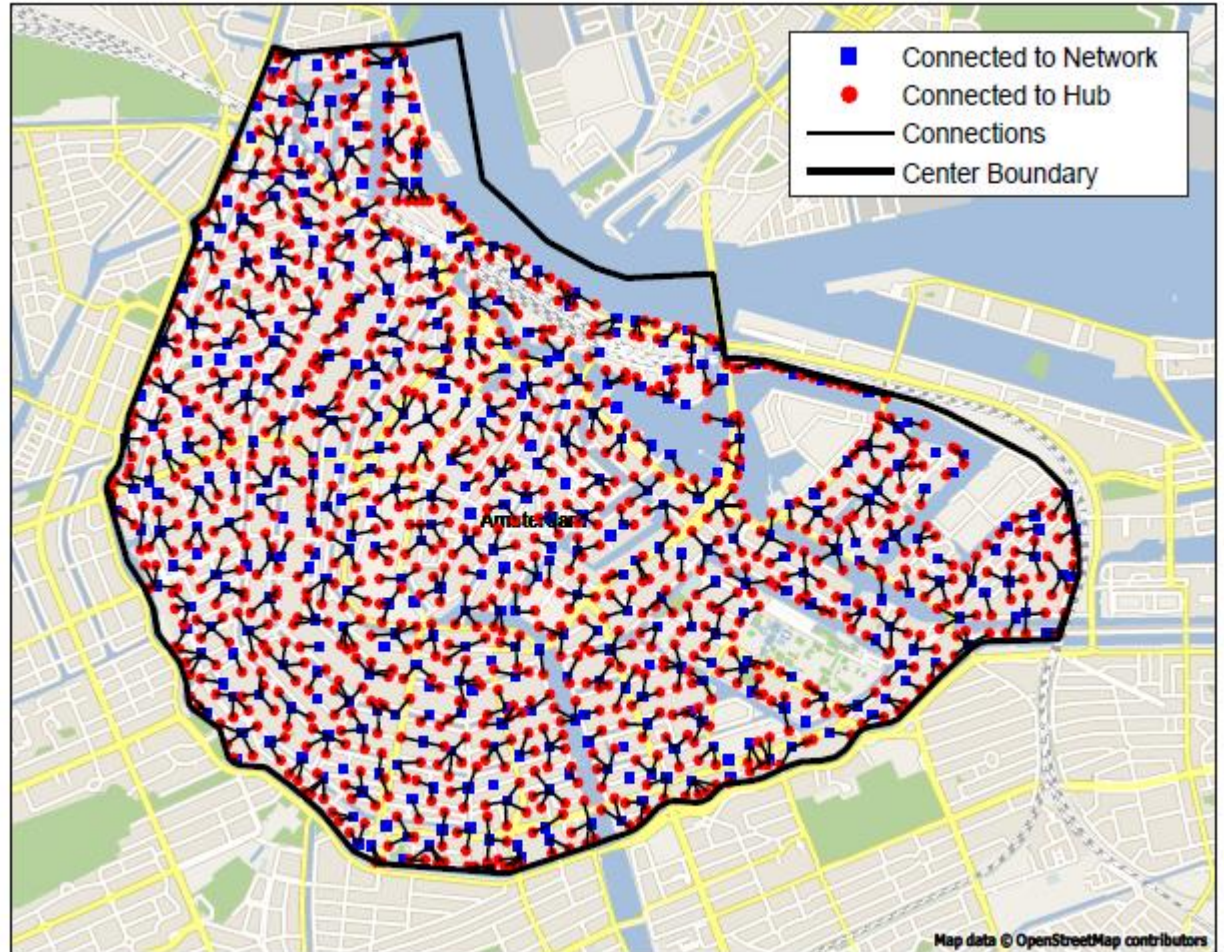 Connected to Network
Connected to Hub
Connections
Center Boundary
Amsterdam
Map data © OpenStreetMap contributors